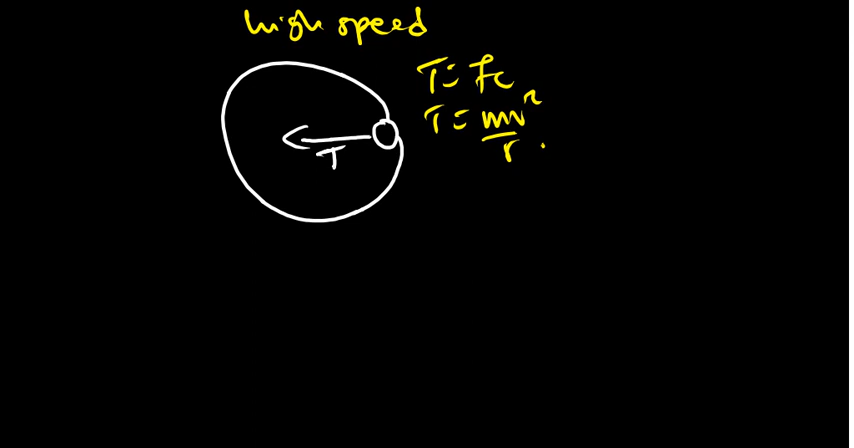 high speed
T = Fc
T = mv²/r
T